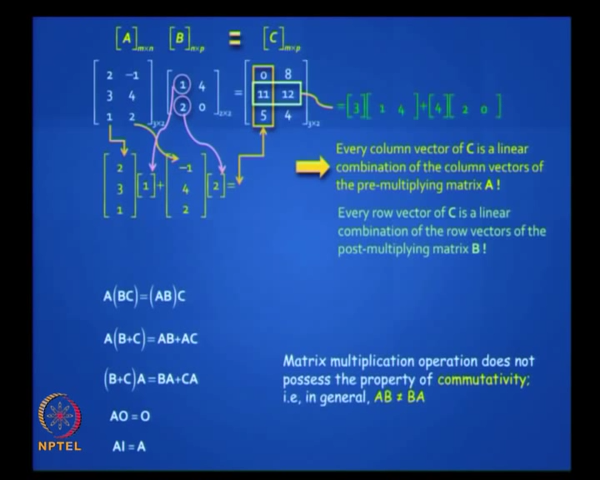 [A]m×n [B]n×p = [C]m×p
[2 -1
3 4
1 2]3×2 [1 4
2 0]2×2 = [0 8
11 12
5 4]3×2
=[3][1 4]+[4][2 0]
[2
3
1][1]+[-1
4
2][2]=
Every column vector of C is a linear
combination of the column vectors of
the pre-multiplying matrix A !
Every row vector of C is a linear
combination of the row vectors of the
post-multiplying matrix B !
A(BC)=(AB)C
A(B+C)=AB+AC
(B+C)A=BA+CA
AO = O
AI = A
Matrix multiplication operation does not
possess the property of commutativity;
i.e, in general, AB ≠ BA
NPTEL